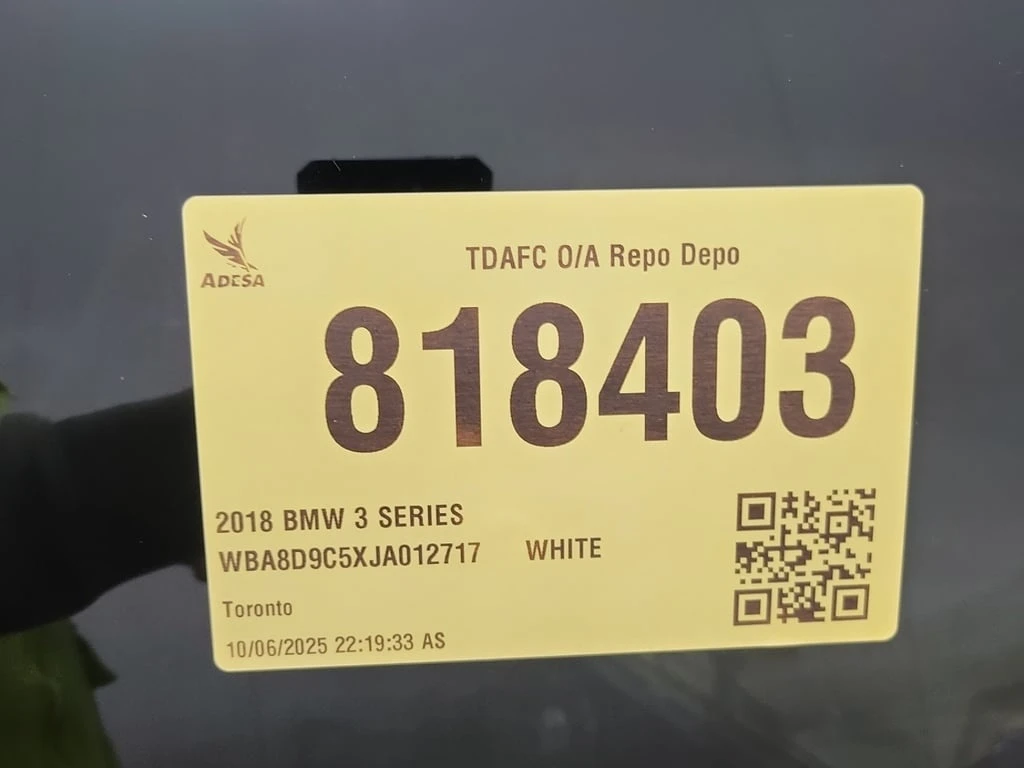 ADESA
TDAFC O/A Repo Depo
818403
2018 BMW 3 SERIES
WBA8D9C5XJA012717 WHITE
Toronto
10/06/2025 22:19:33 AS